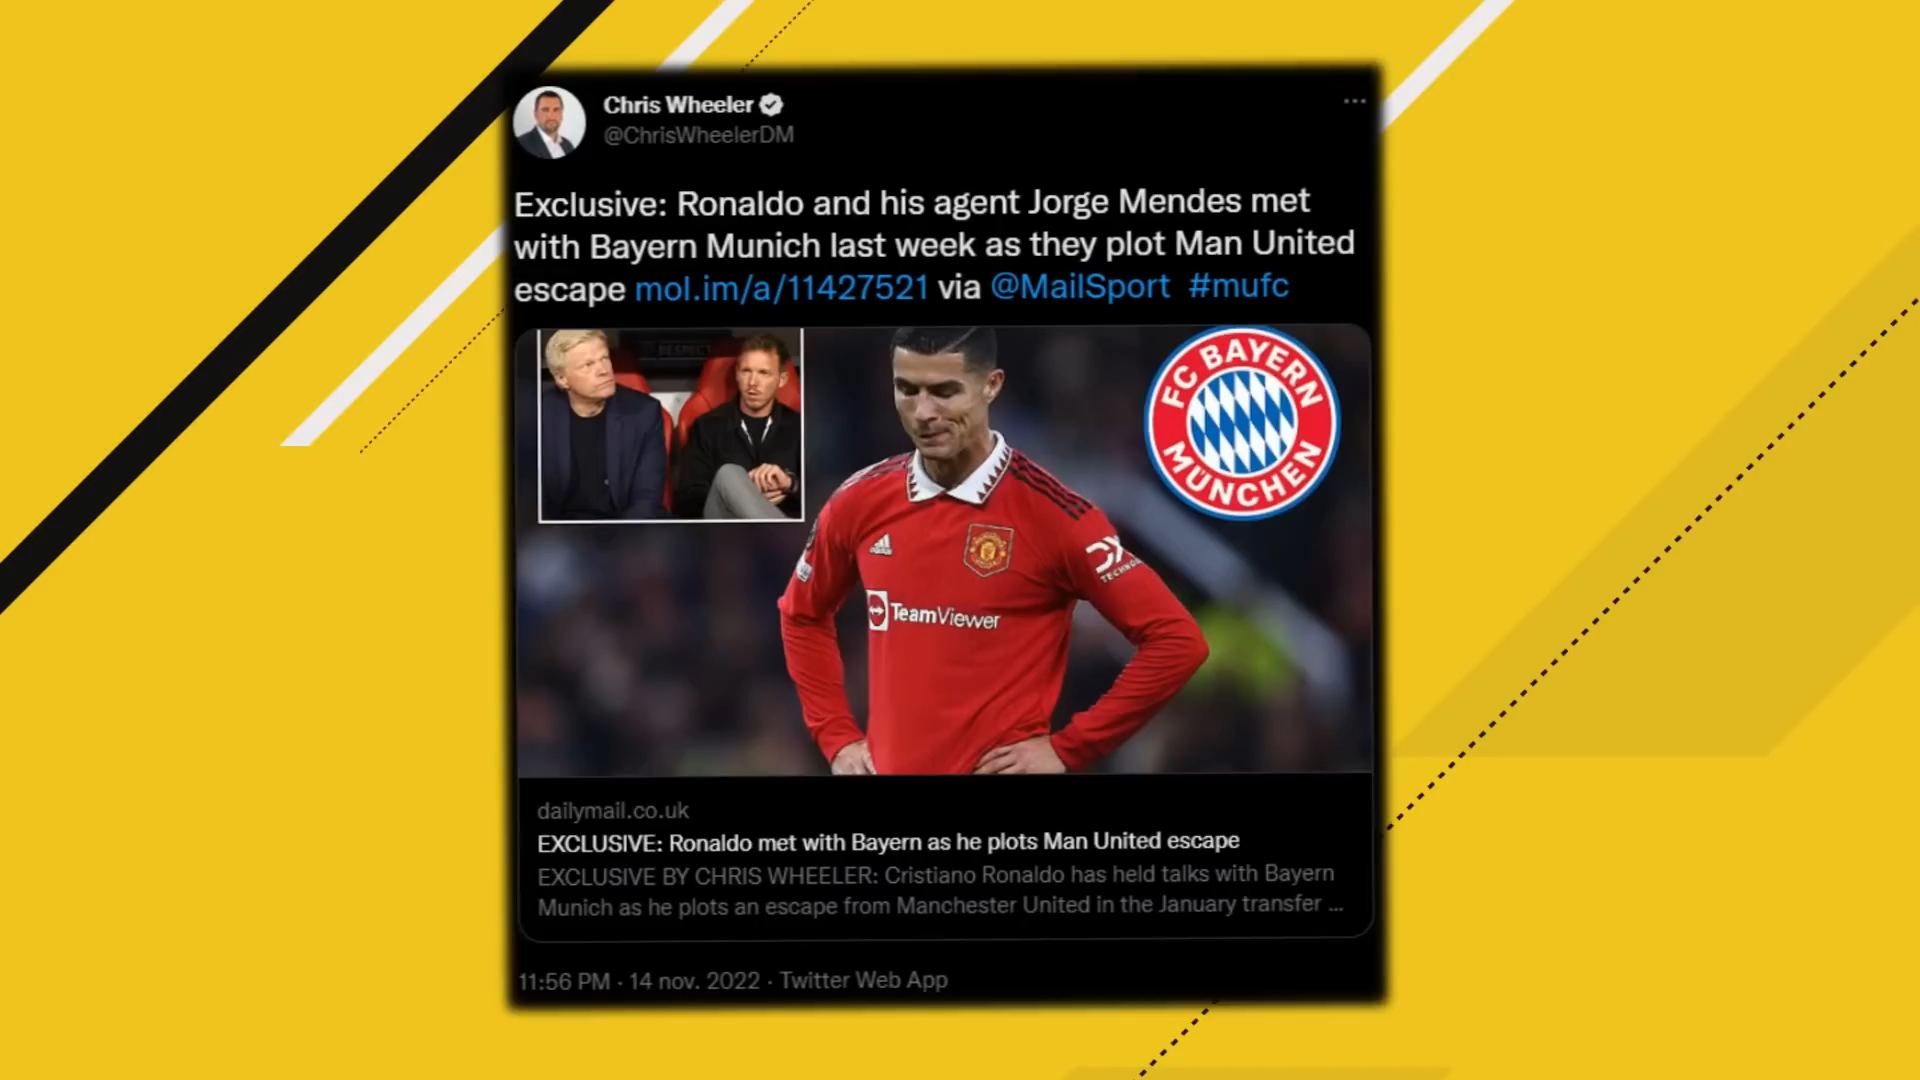 Chris Wheeler
@ChrisWheelerDM
Exclusive: Ronaldo and his agent Jorge Mendes met
with Bayern Munich last week as they plot Man United
escape mol.im/a/11427521 via @MailSport #mufc
RESPECT
FC BAYERN
MÜNCHEN
adidas
TeamViewer
dailymail.co.uk
EXCLUSIVE: Ronaldo met with Bayern as he plots Man United escape
EXCLUSIVE BY CHRIS WHEELER: Cristiano Ronaldo has held talks with Bayern
Munich as he plots an escape from Manchester United in the January transfer ...
11:56 PM · 14 nov. 2022 · Twitter Web App